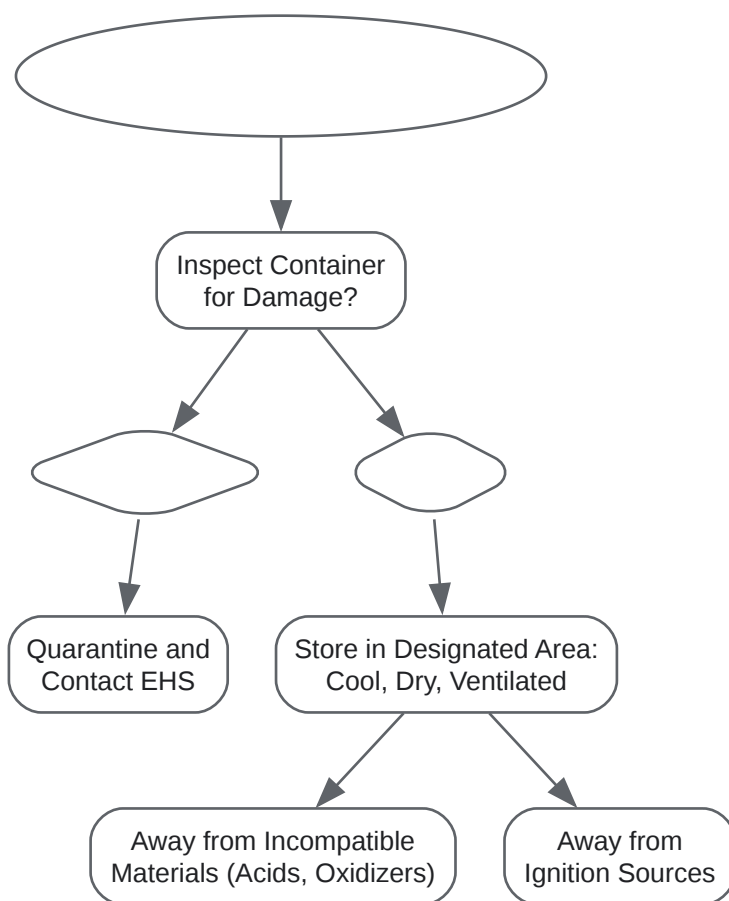 Inspect Container
for Damage?
Quarantine and
Contact EHS
Store in Designated Area:
Cool, Dry, Ventilated
Away from Incompatible
Materials (Acids, Oxidizers)
Away from
Ignition Sources